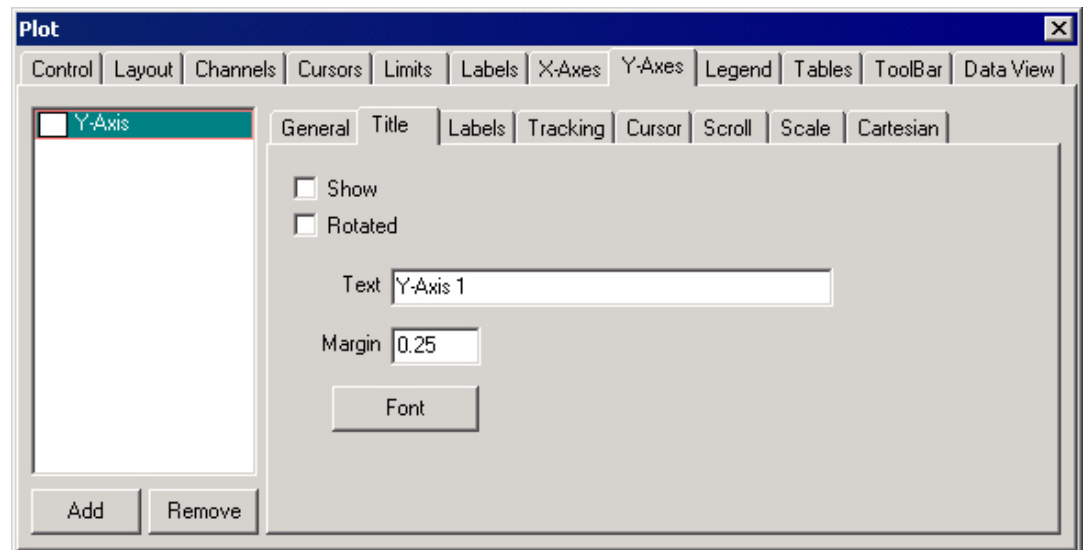 Plot
Control Layout Channels Cursors Limits Labels X-Axes Y-Axes Legend Tables ToolBar Data View
Y-Axis
General Title Labels Tracking Cursor Scroll Scale Cartesian
Show
Rotated
Text Y-Axis 1
Margin 0.25
Font
Add Remove